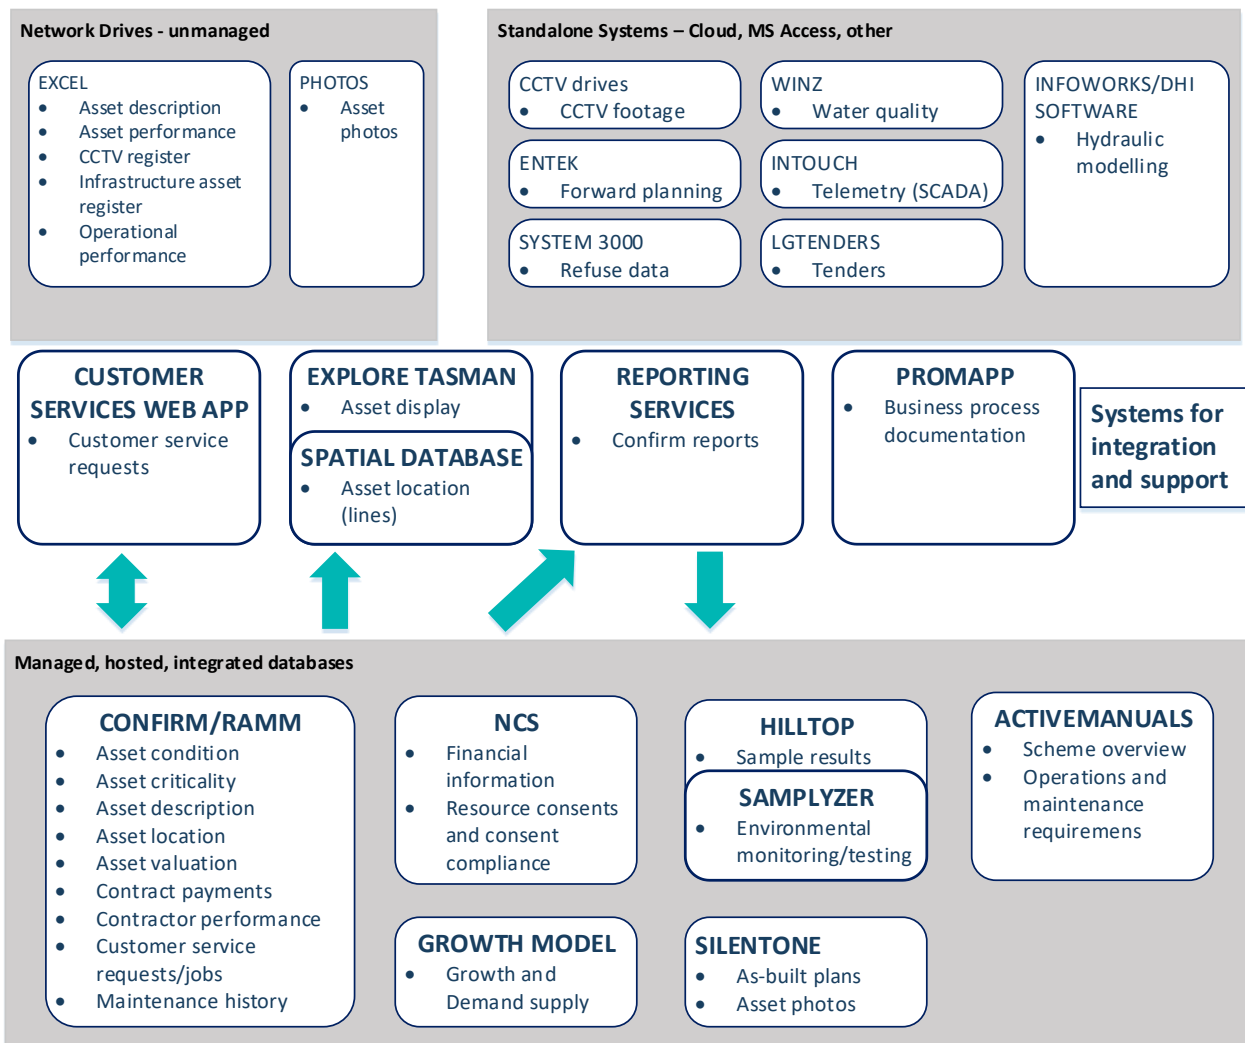 Network Drives - unmanaged
EXCEL
• Asset description
• Asset performance
• CCTV register
• Infrastructure asset
register
• Operational
performance
PHOTOS
• Asset
photos
Standalone Systems – Cloud, MS Access, other
CCTV drives
• CCTV footage
WINZ
• Water quality
INFOWORKS/DHI
SOFTWARE
• Hydraulic
modelling
ENTEK
• Forward planning
INTOUCH
• Telemetry (SCADA)
SYSTEM 3000
• Refuse data
LGTENDERS
• Tenders
CUSTOMER
SERVICES WEB APP
• Customer service
requests
EXPLORE TASMAN
• Asset display
SPATIAL DATABASE
• Asset location
(lines)
REPORTING
SERVICES
• Confirm reports
PROMAPP
• Business process
documentation
Systems for
integration
and support
Managed, hosted, integrated databases
CONFIRM/RAMM
• Asset condition
• Asset criticality
• Asset description
• Asset location
• Asset valuation
• Contract payments
• Contractor performance
• Customer service
requests/jobs
• Maintenance history
NCS
• Financial
information
• Resource consents
and consent
compliance
HILLTOP
• Sample results
SAMPLYZER
• Environmental
monitoring/testing
ACTIVEMANUALS
• Scheme overview
• Operations and
maintenance
requiremens
GROWTH MODEL
• Growth and
Demand supply
SILENTONE
• As-built plans
• Asset photos